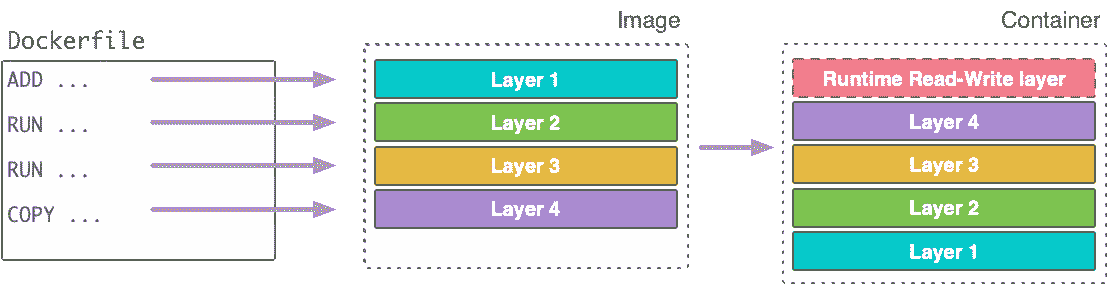 Dockerfile
ADD ...
RUN ...
RUN ...
COPY ...
Image
Layer 1
Layer 2
Layer 3
Layer 4
Container
Runtime Read-Write layer
Layer 4
Layer 3
Layer 2
Layer 1